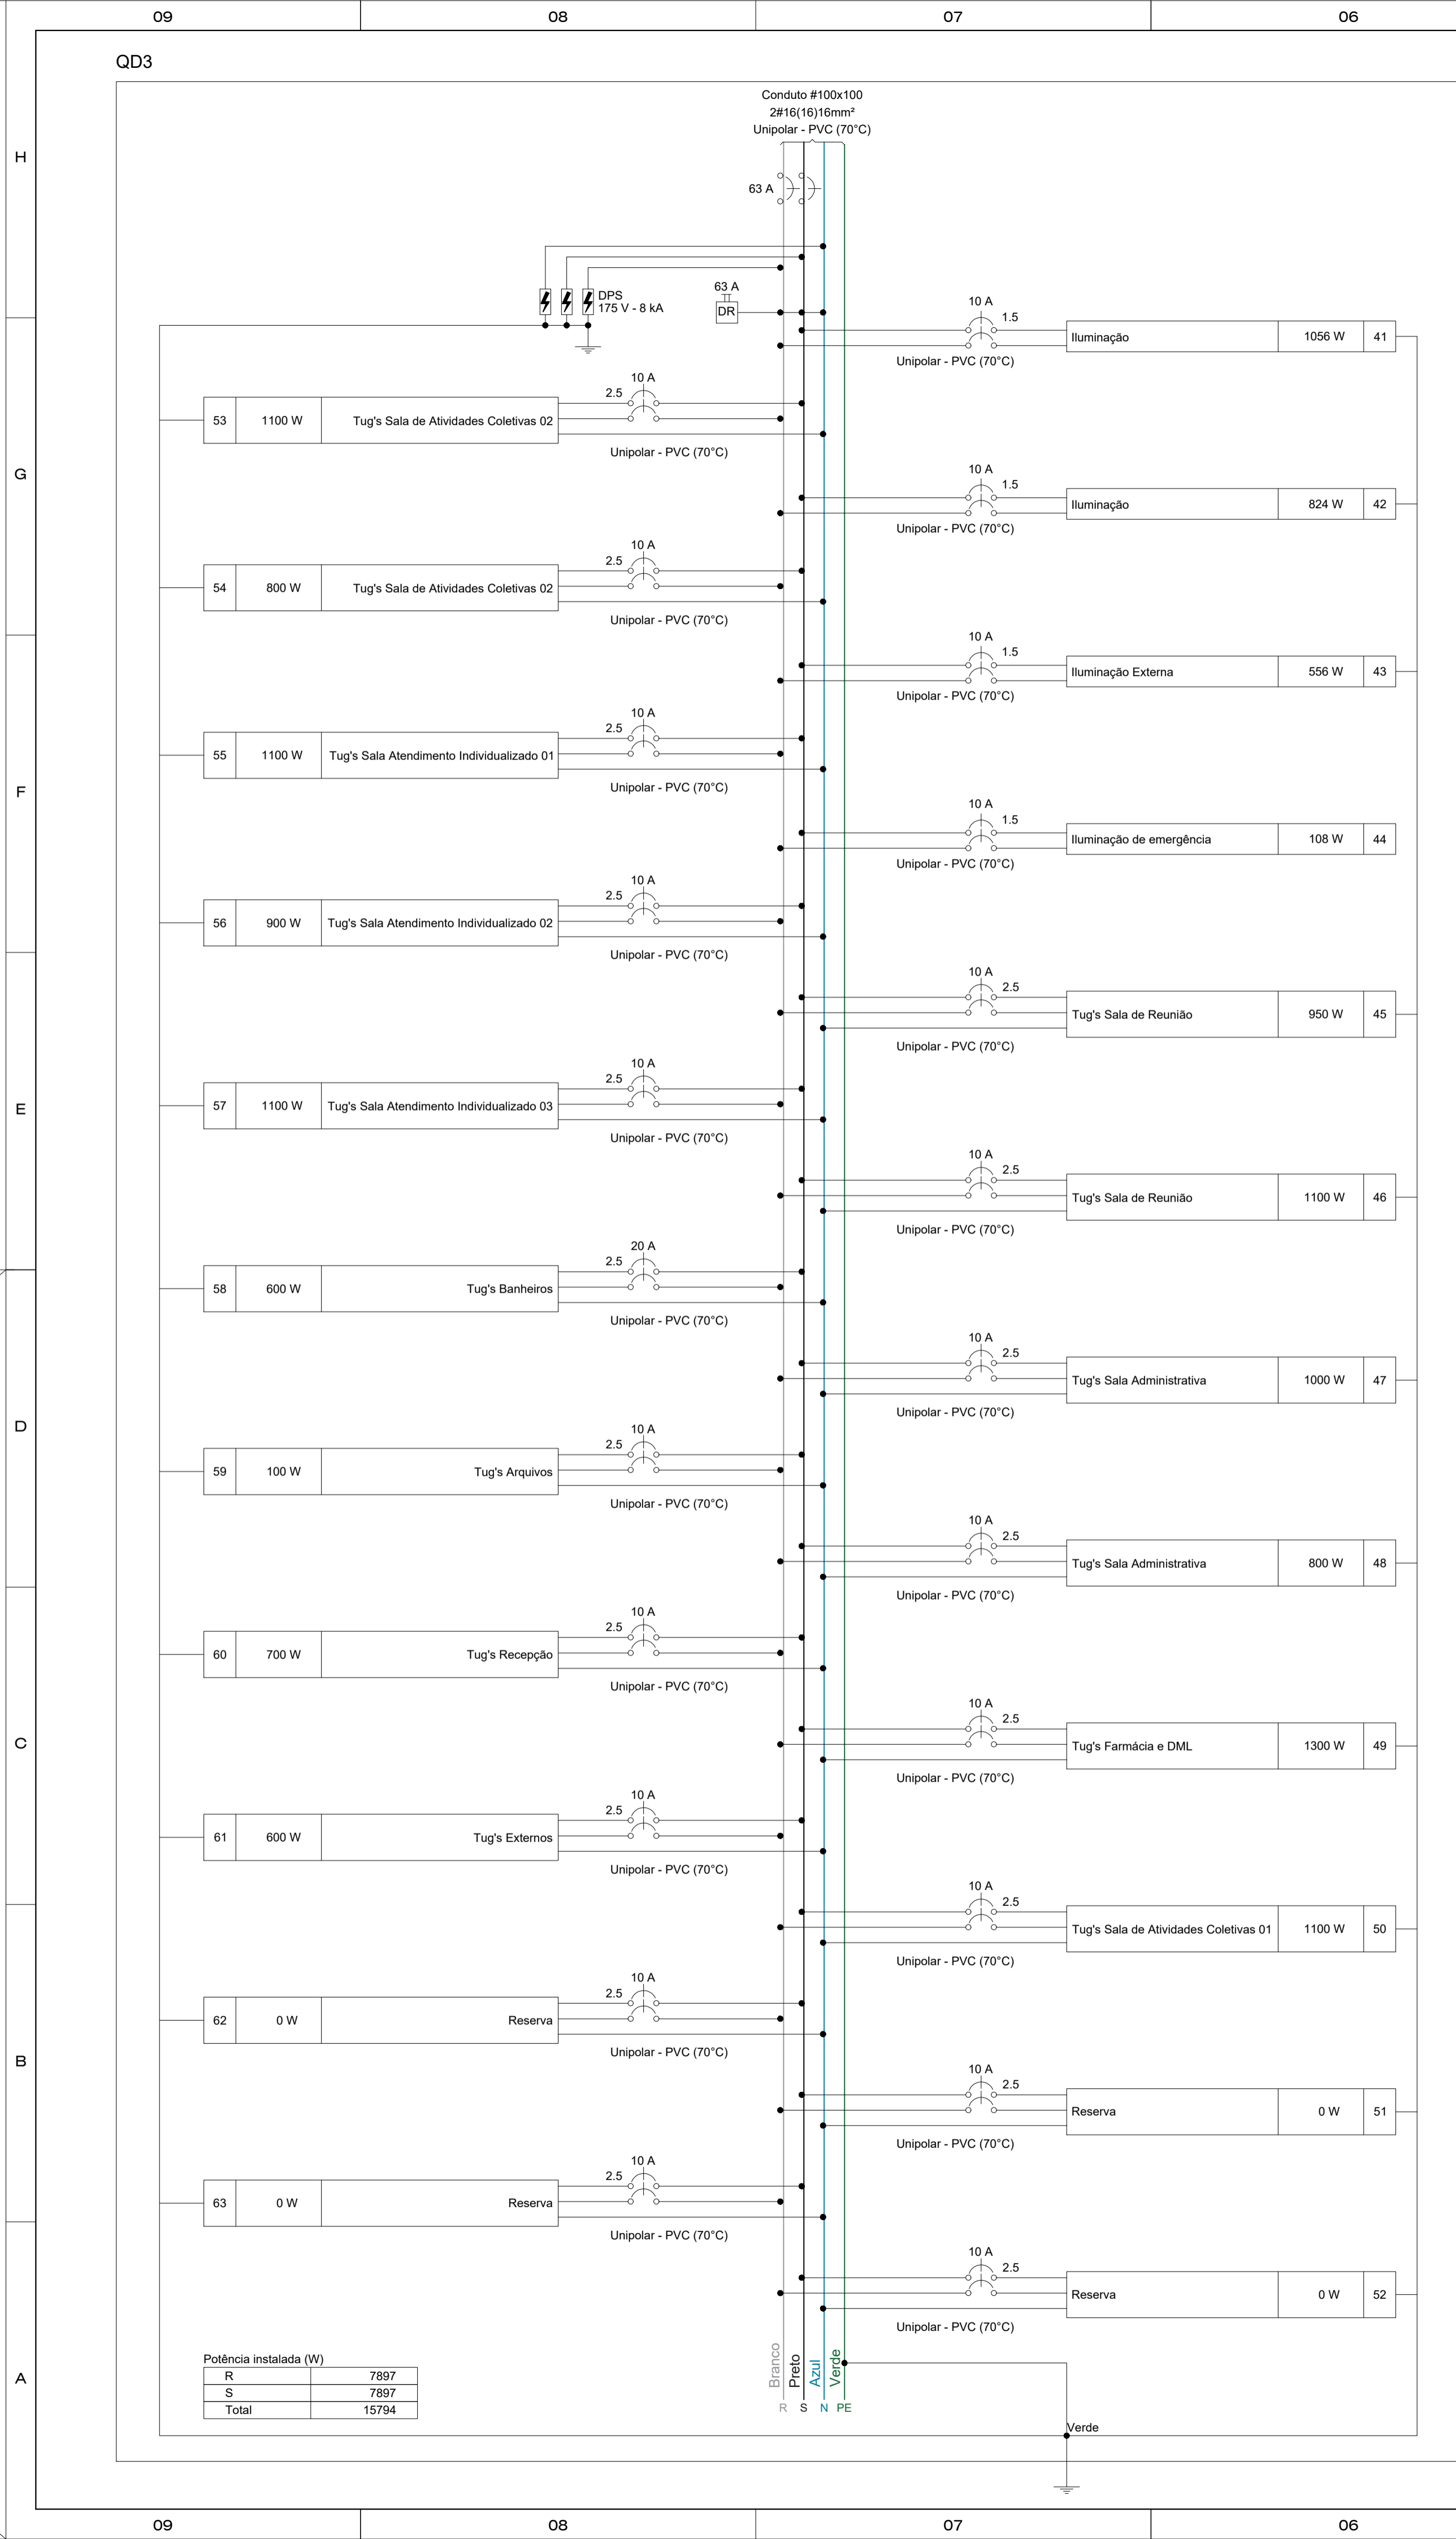 09
08
07
06
QD3
Conduto #100x100
2#16(16)16mm²
Unipolar - PVC (70°C)
H
63 A
DPS
175 V - 8 kA
63 A
DR
10 A
1.5
Iluminação
1056 W
41
Unipolar - PVC (70°C)
10 A
2.5
53
1100 W
Tug's Sala de Atividades Coletivas 02
Unipolar - PVC (70°C)
G
10 A
1.5
Iluminação
824 W
42
Unipolar - PVC (70°C)
10 A
2.5
54
800 W
Tug's Sala de Atividades Coletivas 02
Unipolar - PVC (70°C)
10 A
1.5
Iluminação Externa
556 W
43
Unipolar - PVC (70°C)
10 A
2.5
55
1100 W
Tug's Sala Atendimento Individualizado 01
Unipolar - PVC (70°C)
F
10 A
1.5
Iluminação de emergência
108 W
44
Unipolar - PVC (70°C)
10 A
2.5
56
900 W
Tug's Sala Atendimento Individualizado 02
Unipolar - PVC (70°C)
10 A
2.5
Tug's Sala de Reunião
950 W
45
Unipolar - PVC (70°C)
10 A
2.5
57
1100 W
Tug's Sala Atendimento Individualizado 03
Unipolar - PVC (70°C)
E
10 A
2.5
Tug's Sala de Reunião
1100 W
46
Unipolar - PVC (70°C)
20 A
2.5
58
600 W
Tug's Banheiros
Unipolar - PVC (70°C)
10 A
2.5
Tug's Sala Administrativa
1000 W
47
Unipolar - PVC (70°C)
D
10 A
2.5
59
100 W
Tug's Arquivos
Unipolar - PVC (70°C)
10 A
2.5
Tug's Sala Administrativa
800 W
48
Unipolar - PVC (70°C)
10 A
2.5
60
700 W
Tug's Recepção
Unipolar - PVC (70°C)
10 A
2.5
Tug's Farmácia e DML
1300 W
49
Unipolar - PVC (70°C)
C
10 A
2.5
61
600 W
Tug's Externos
Unipolar - PVC (70°C)
10 A
2.5
Tug's Sala de Atividades Coletivas 01
1100 W
50
Unipolar - PVC (70°C)
10 A
2.5
62
0 W
Reserva
Unipolar - PVC (70°C)
B
10 A
2.5
Reserva
0 W
51
Unipolar - PVC (70°C)
10 A
2.5
63
0 W
Reserva
Unipolar - PVC (70°C)
10 A
2.5
Reserva
0 W
52
Unipolar - PVC (70°C)
A
Potência instalada (W)
R 7897
S 7897
Total 15794
Branco
Preto
Azul
Verde
R S N PE
Verde
09
08
07
06